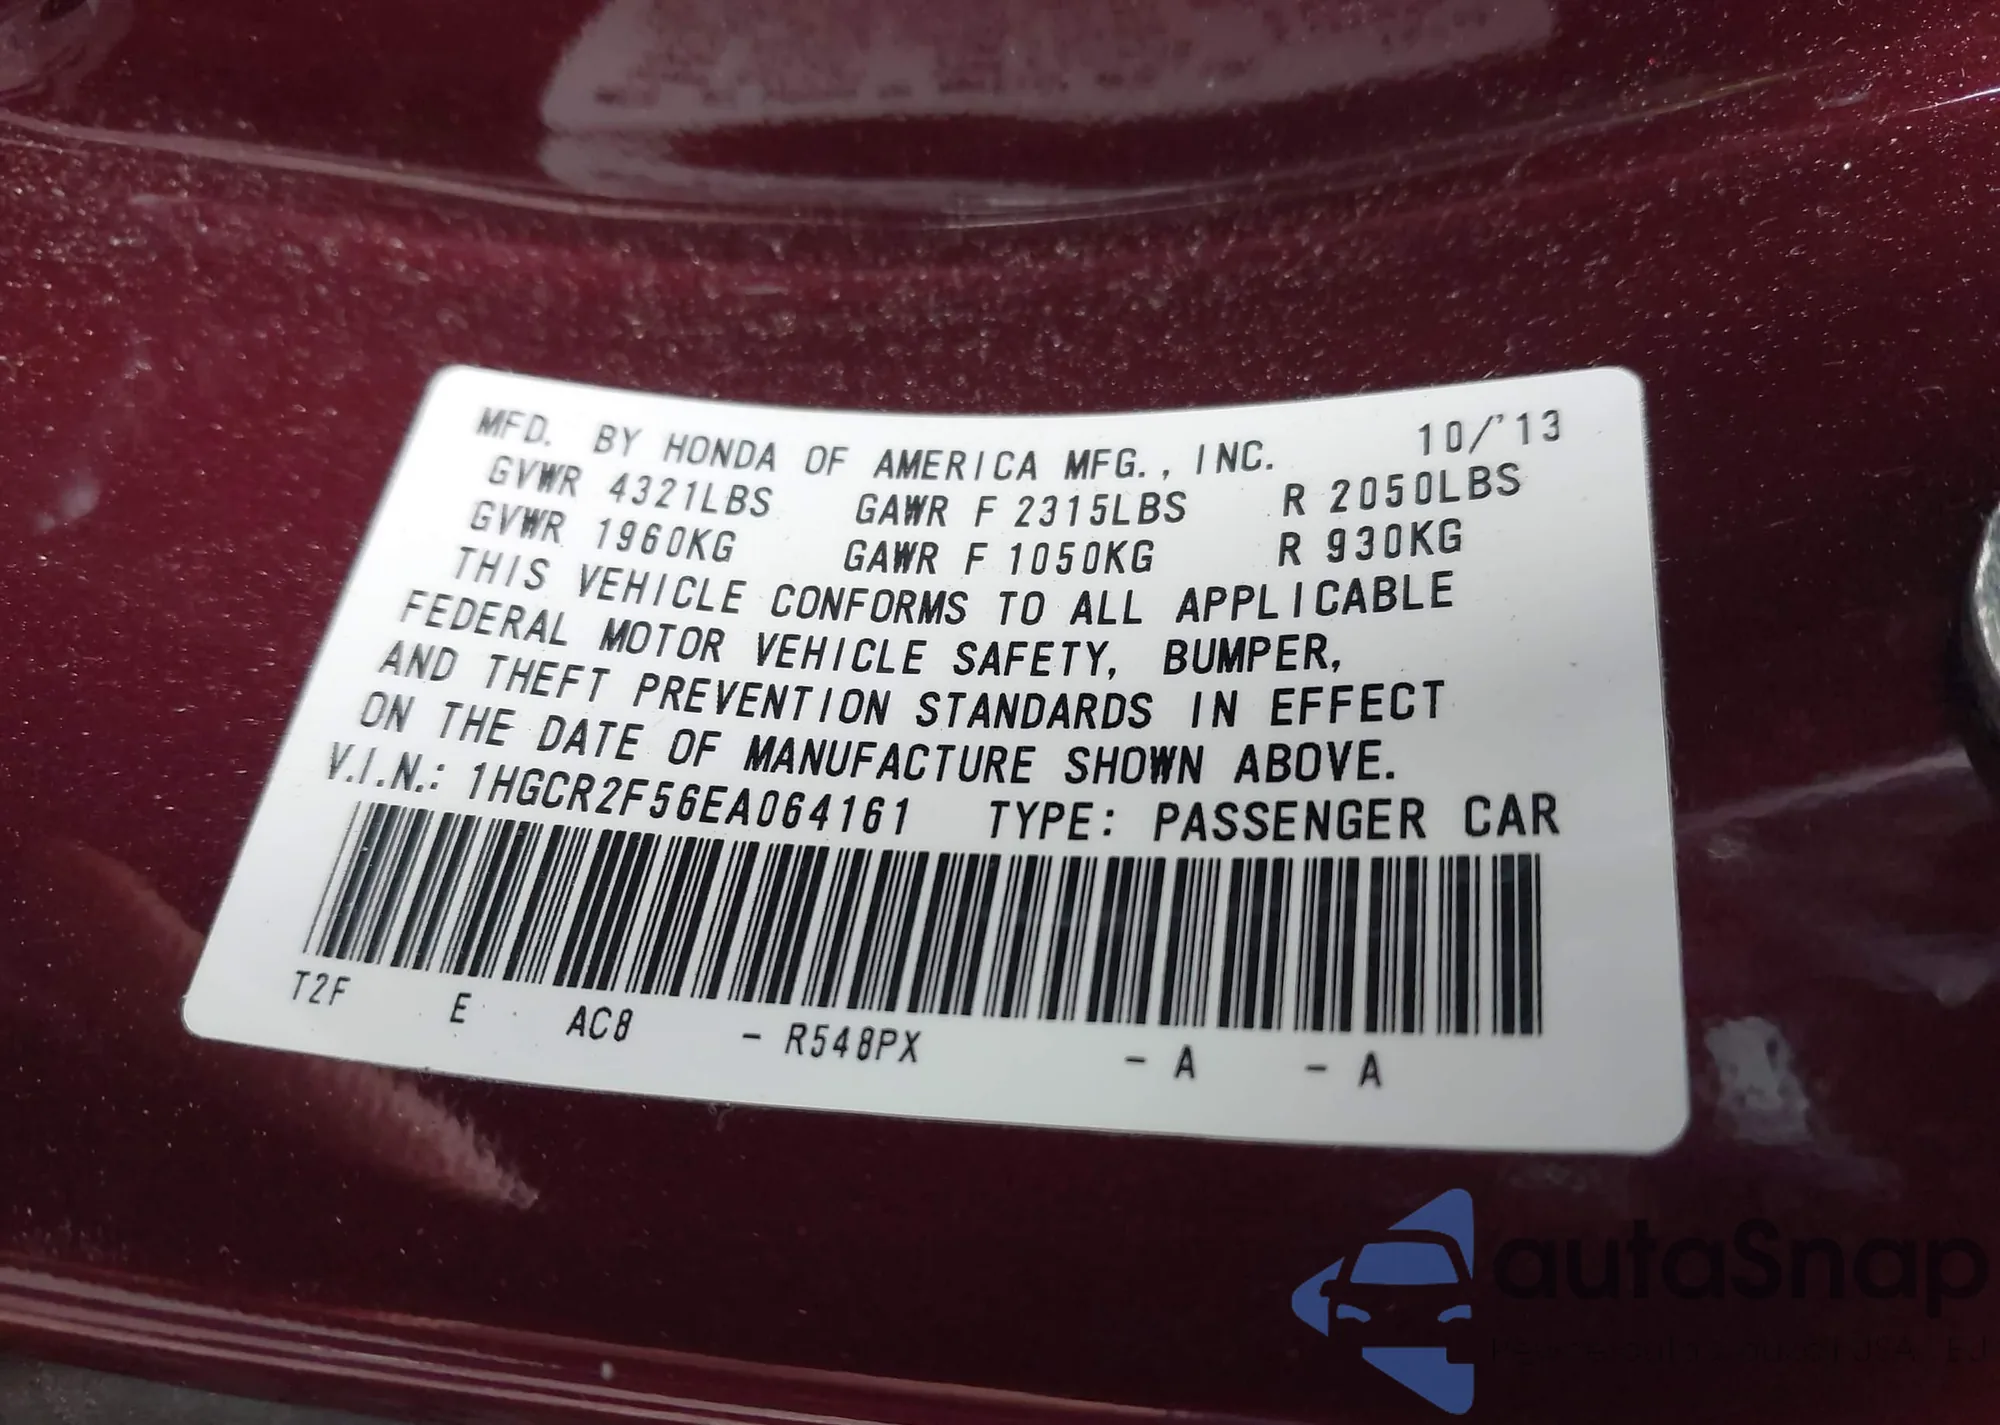 MFD. BY HONDA OF AMERICA MFG., INC. 10/'13
GVWR 4321LBS GAWR F 2315LBS R 2050LBS
GVWR 1960KG GAWR F 1050KG R 930KG
THIS VEHICLE CONFORMS TO ALL APPLICABLE
FEDERAL MOTOR VEHICLE SAFETY, BUMPER,
AND THEFT PREVENTION STANDARDS IN EFFECT
ON THE DATE OF MANUFACTURE SHOWN ABOVE.
V.I.N.: 1HGCR2F56EA064161 TYPE: PASSENGER CAR
T2F E AC8 - R548PX - A - A
autaSnap